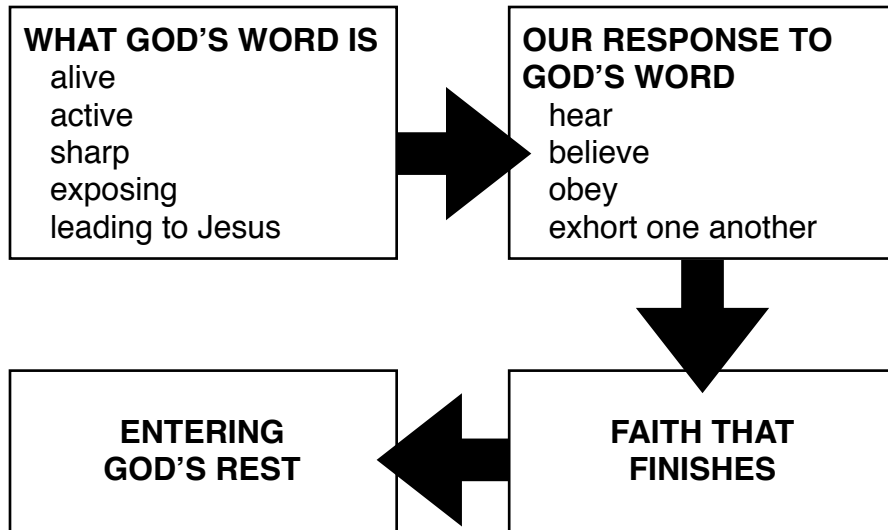 WHAT GOD'S WORD IS
alive
active
sharp
exposing
leading to Jesus
OUR RESPONSE TO
GOD'S WORD
hear
believe
obey
exhort one another
FAITH THAT
FINISHES
ENTERING
GOD'S REST